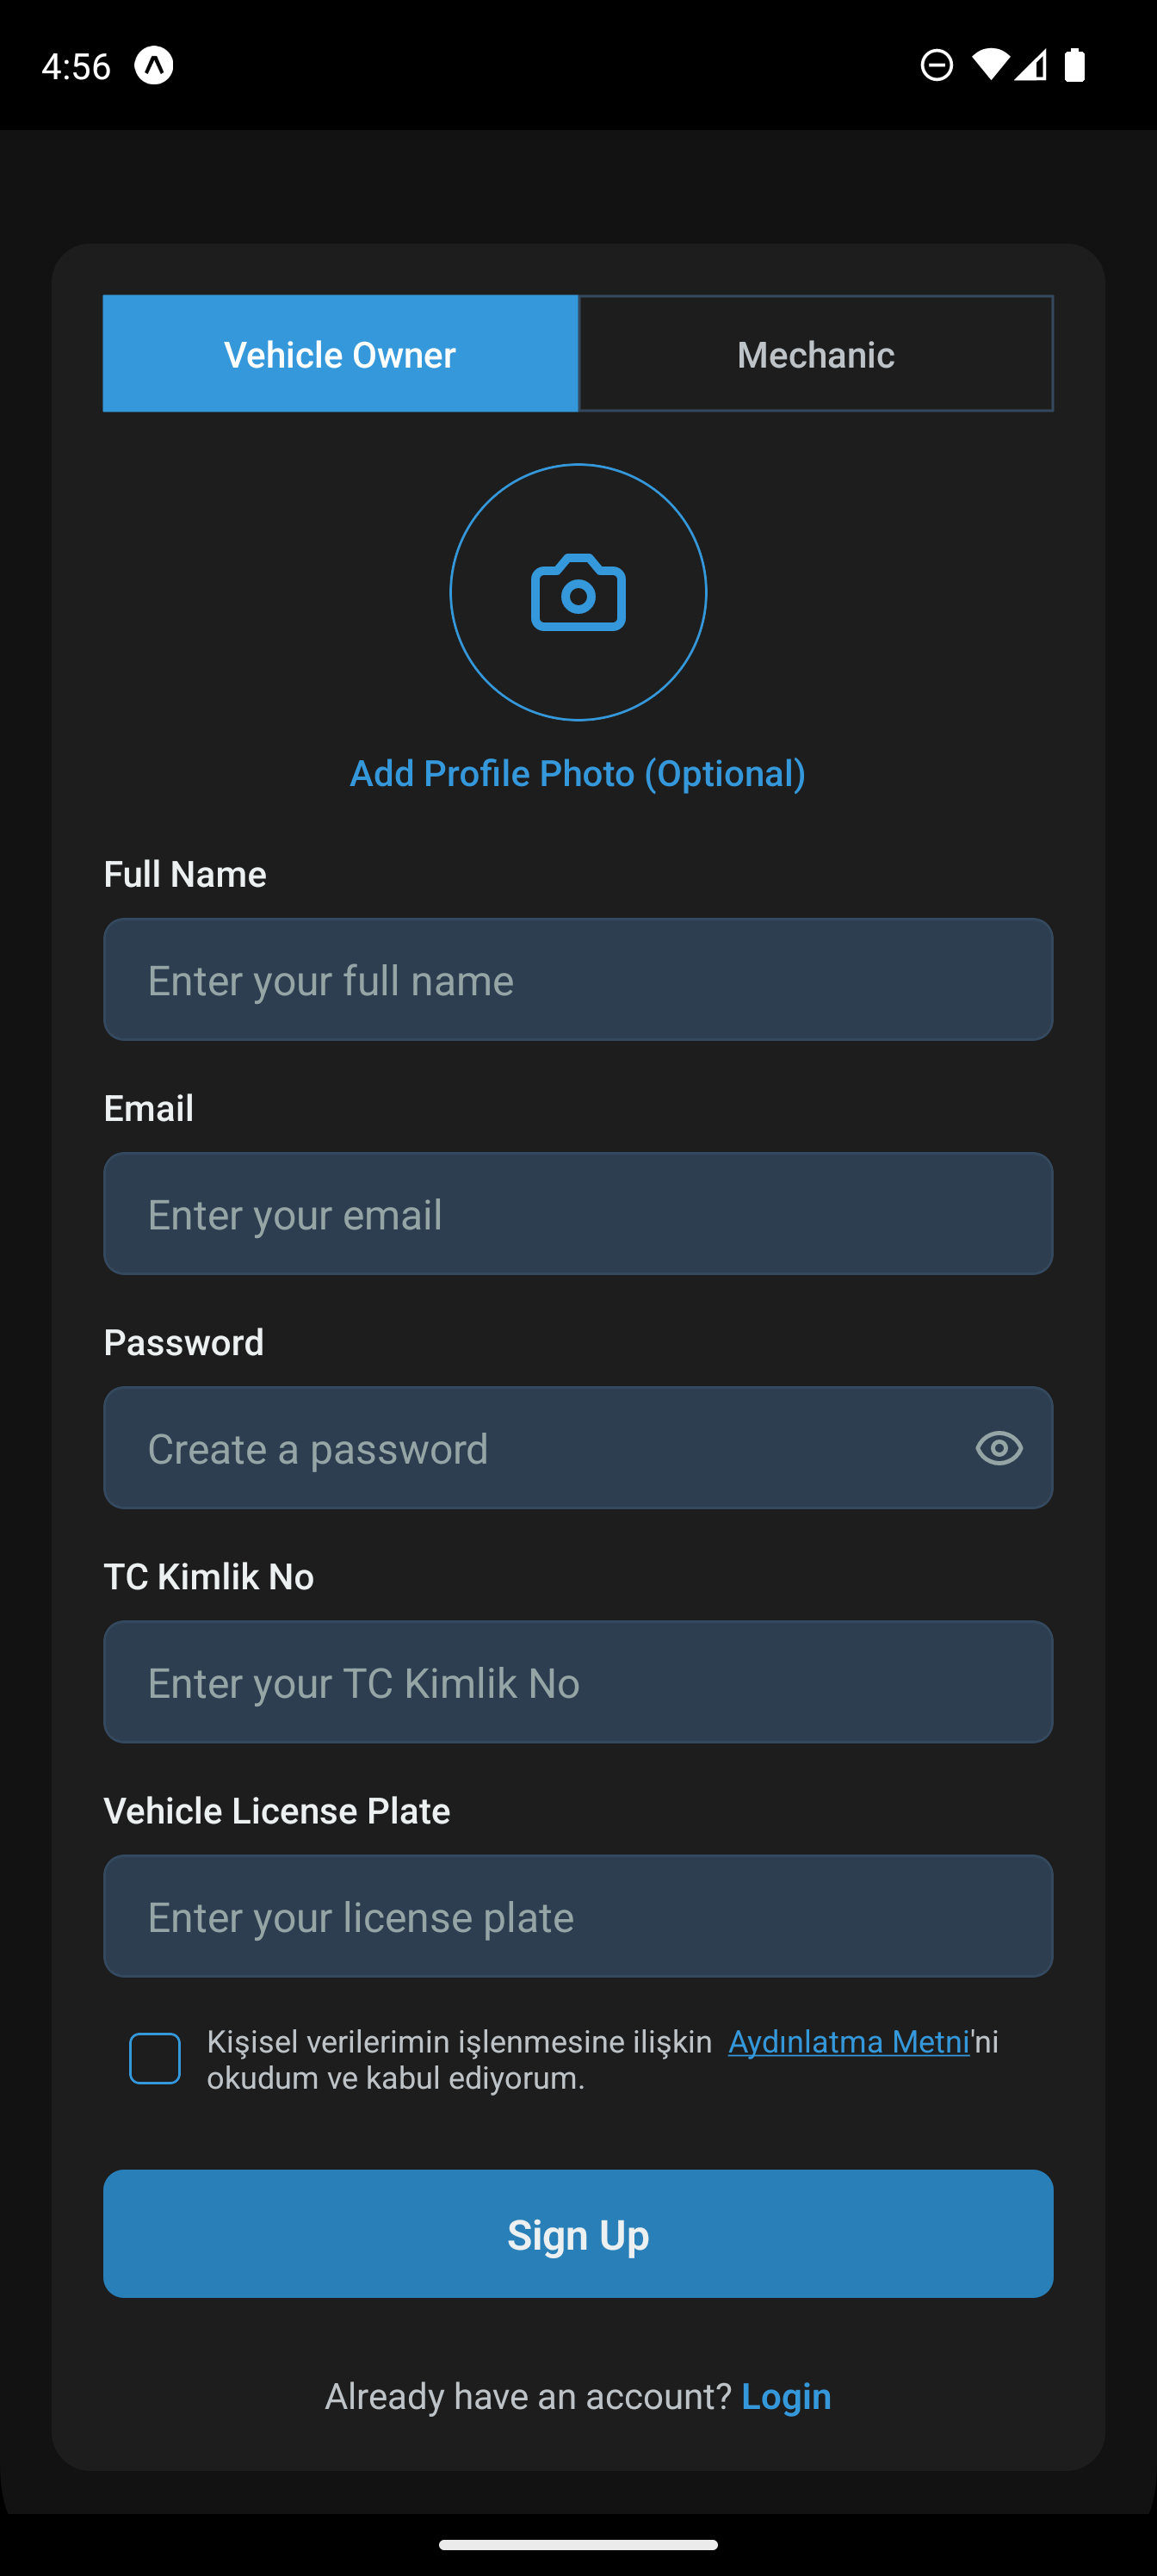 4:56
Vehicle Owner
Mechanic
Add Profile Photo (Optional)
Full Name
Enter your full name
Email
Enter your email
Password
Create a password
TC Kimlik No
Enter your TC Kimlik No
Vehicle License Plate
Enter your license plate
Kişisel verilerimin işlenmesine ilişkin Aydınlatma Metni'ni
okudum ve kabul ediyorum.
Sign Up
Already have an account? Login